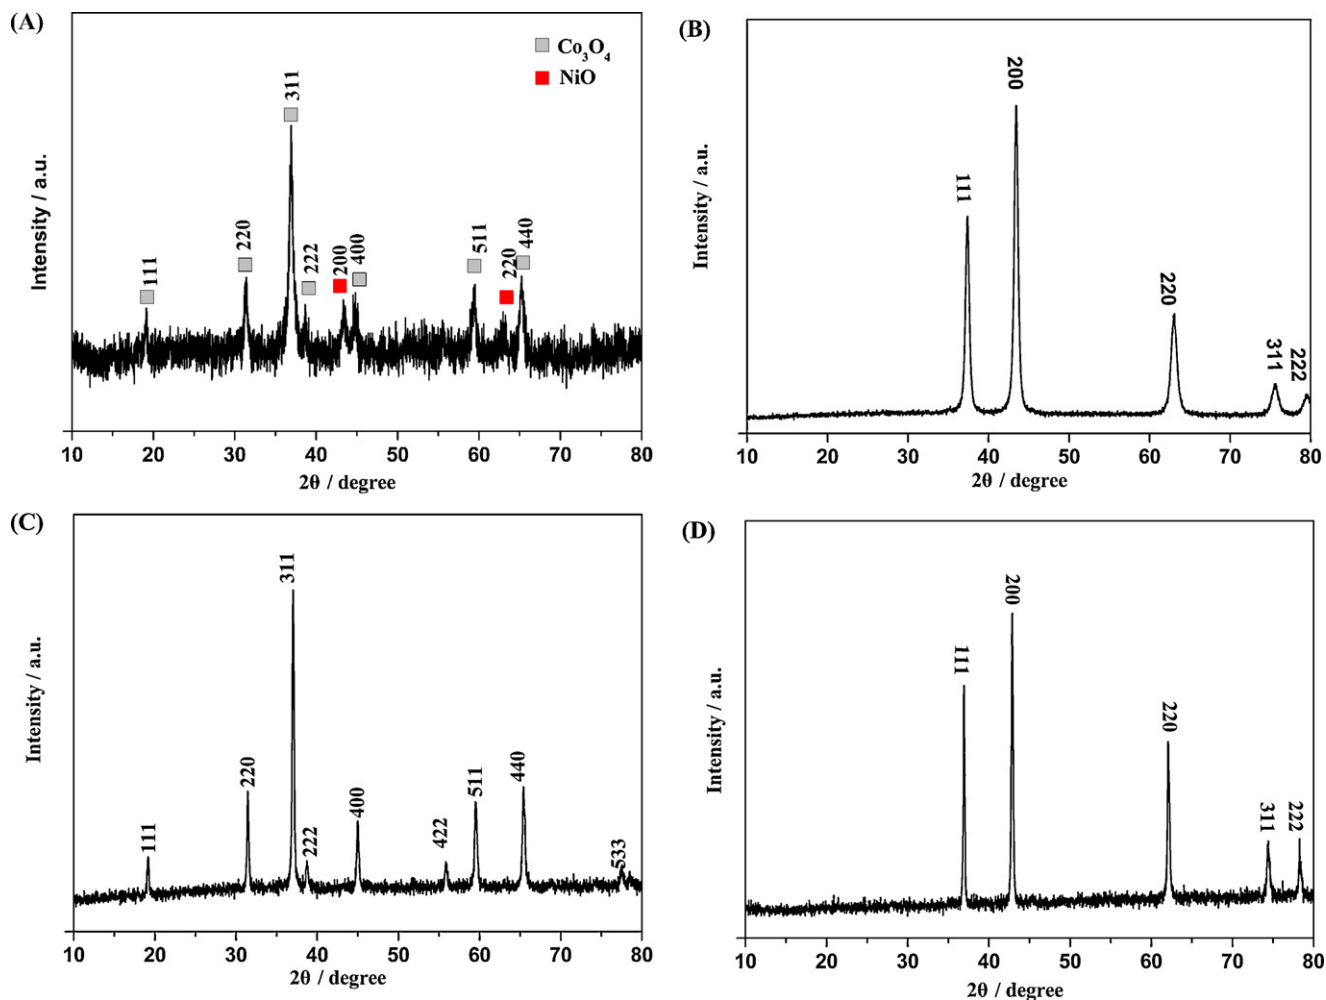 (A)
Co3O4
NiO
311
220
111
222
200
400
511
220
440
Intensity / a.u.
10 20 30 40 50 60 70 80
2θ / degree
(B)
200
111
220
311
222
Intensity / a.u.
10 20 30 40 50 60 70 80
2θ / degree
(C)
311
220
111
222
400
422
511
440
533
Intensity / a.u.
10 20 30 40 50 60 70 80
2θ / degree
(D)
200
111
220
311
222
Intensity / a.u.
10 20 30 40 50 60 70 80
2θ / degree